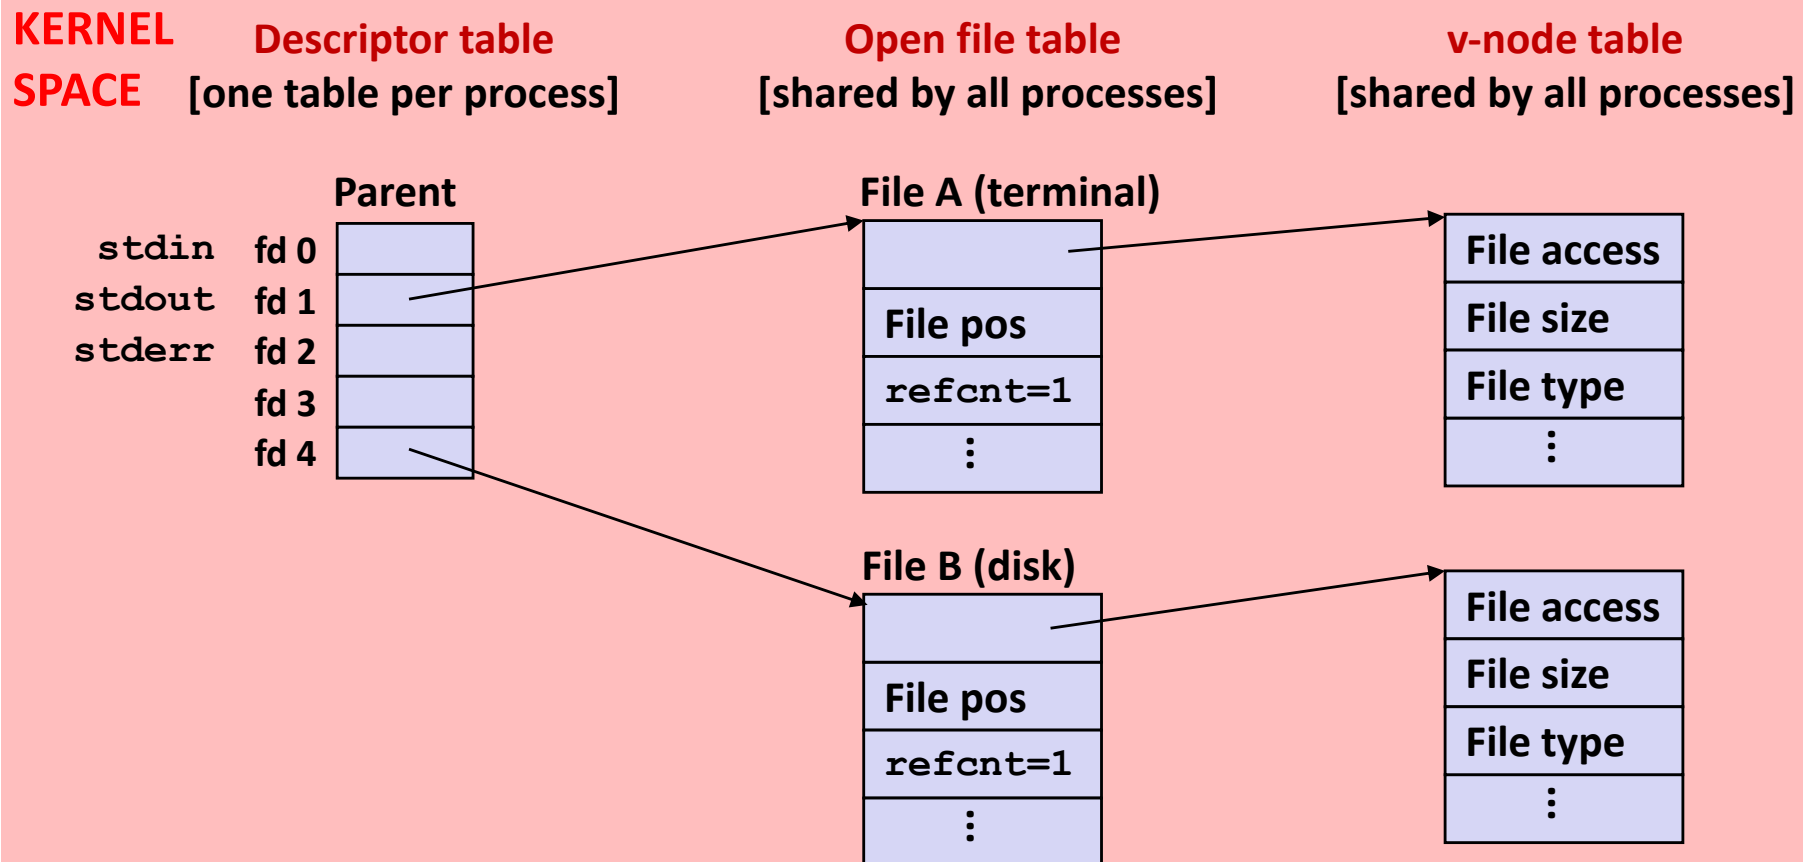 KERNEL
SPACE
Descriptor table
[one table per process]
Open file table
[shared by all processes]
v-node table
[shared by all processes]
Parent
stdin fd 0
stdout fd 1
stderr fd 2
fd 3
fd 4
File A (terminal)
File pos
refcnt=1
⋮
File access
File size
File type
⋮
File B (disk)
File pos
refcnt=1
⋮
File access
File size
File type
⋮